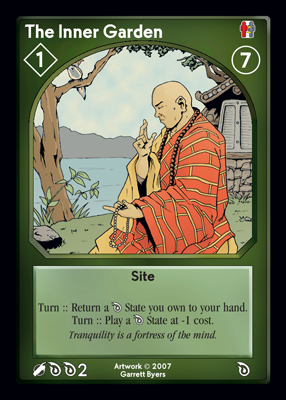 The Inner Garden
1
7
Site
Turn :: Return a State you own to your hand.
Turn :: Play a State at -1 cost.
Tranquility is a fortress of the mind.
2
Artwork © 2007
Garrett Byers